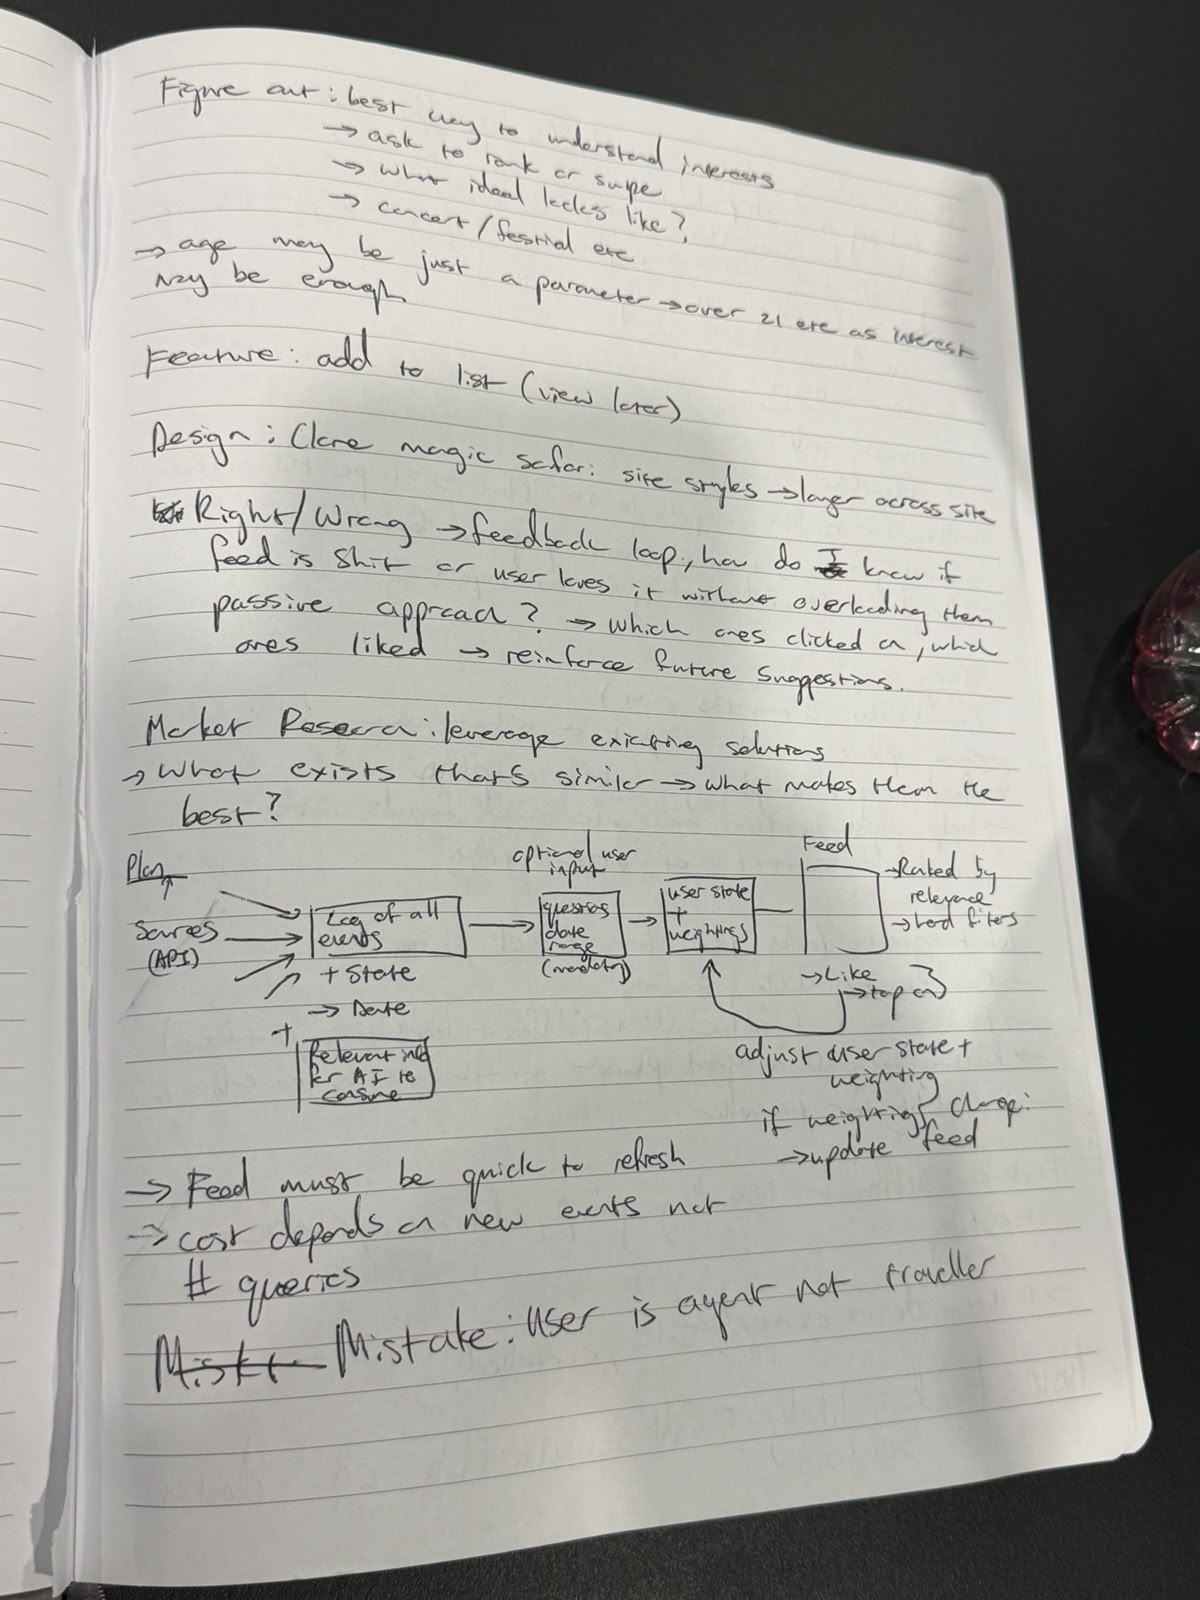 Figure out : best way to understand interests
→ ask to rank or swipe
→ what ideal looks like?
→ concert/festival etc
→ age may be just a parameter → over 21 etc as interest
may be enough
Feature: add to list (view later)
Design: Clone magic safari site styles → layer across site
Right/Wrong → feedback loop, how do I know if
feed is shit or user loves it without overloading them
passive approach? → which ones clicked on, which
ones liked → reinforce future suggestions.
Market Research: leverage existing solutions
→ what exists that's similar → what makes them the
best?
Plan
Sources
(API)
Log of all
events
+ State
→ Date
+
Relevant info
for AI to
consume
optional user
input
questions
date
range
(mandatory)
user state
+
weightings
Feed
→ Ranked by
relevance
→ hard filters
→ Like
→ tap on
adjust user state +
weighting
if weightings change:
→ update feed
→ Feed must be quick to refresh
→ cost depends on new events not
# queries
Mistake: user is agent not traveller